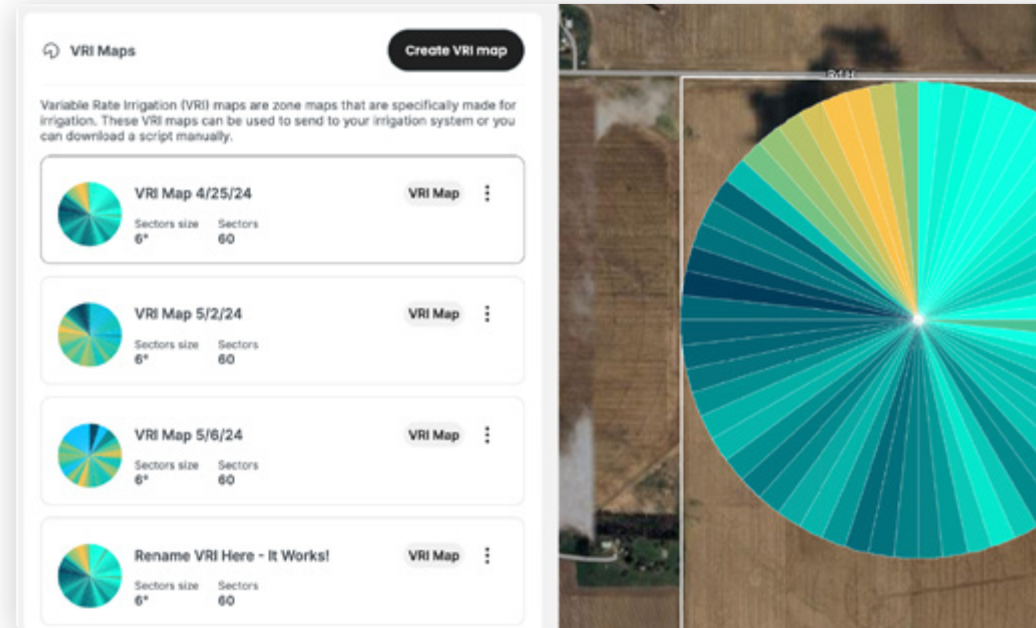 VRI Maps
Create VRI map
Variable Rate Irrigation (VRI) maps are zone maps that are specifically made for
irrigation. These VRI maps can be used to send to your irrigation system or you
can download a script manually.
VRI Map 4/25/24
VRI Map
Sectors size Sectors
6° 60
VRI Map 5/2/24
VRI Map
Sectors size Sectors
6° 60
VRI Map 5/6/24
VRI Map
Sectors size Sectors
6° 60
Rename VRI Here - It Works!
VRI Map
Sectors size Sectors
6° 60